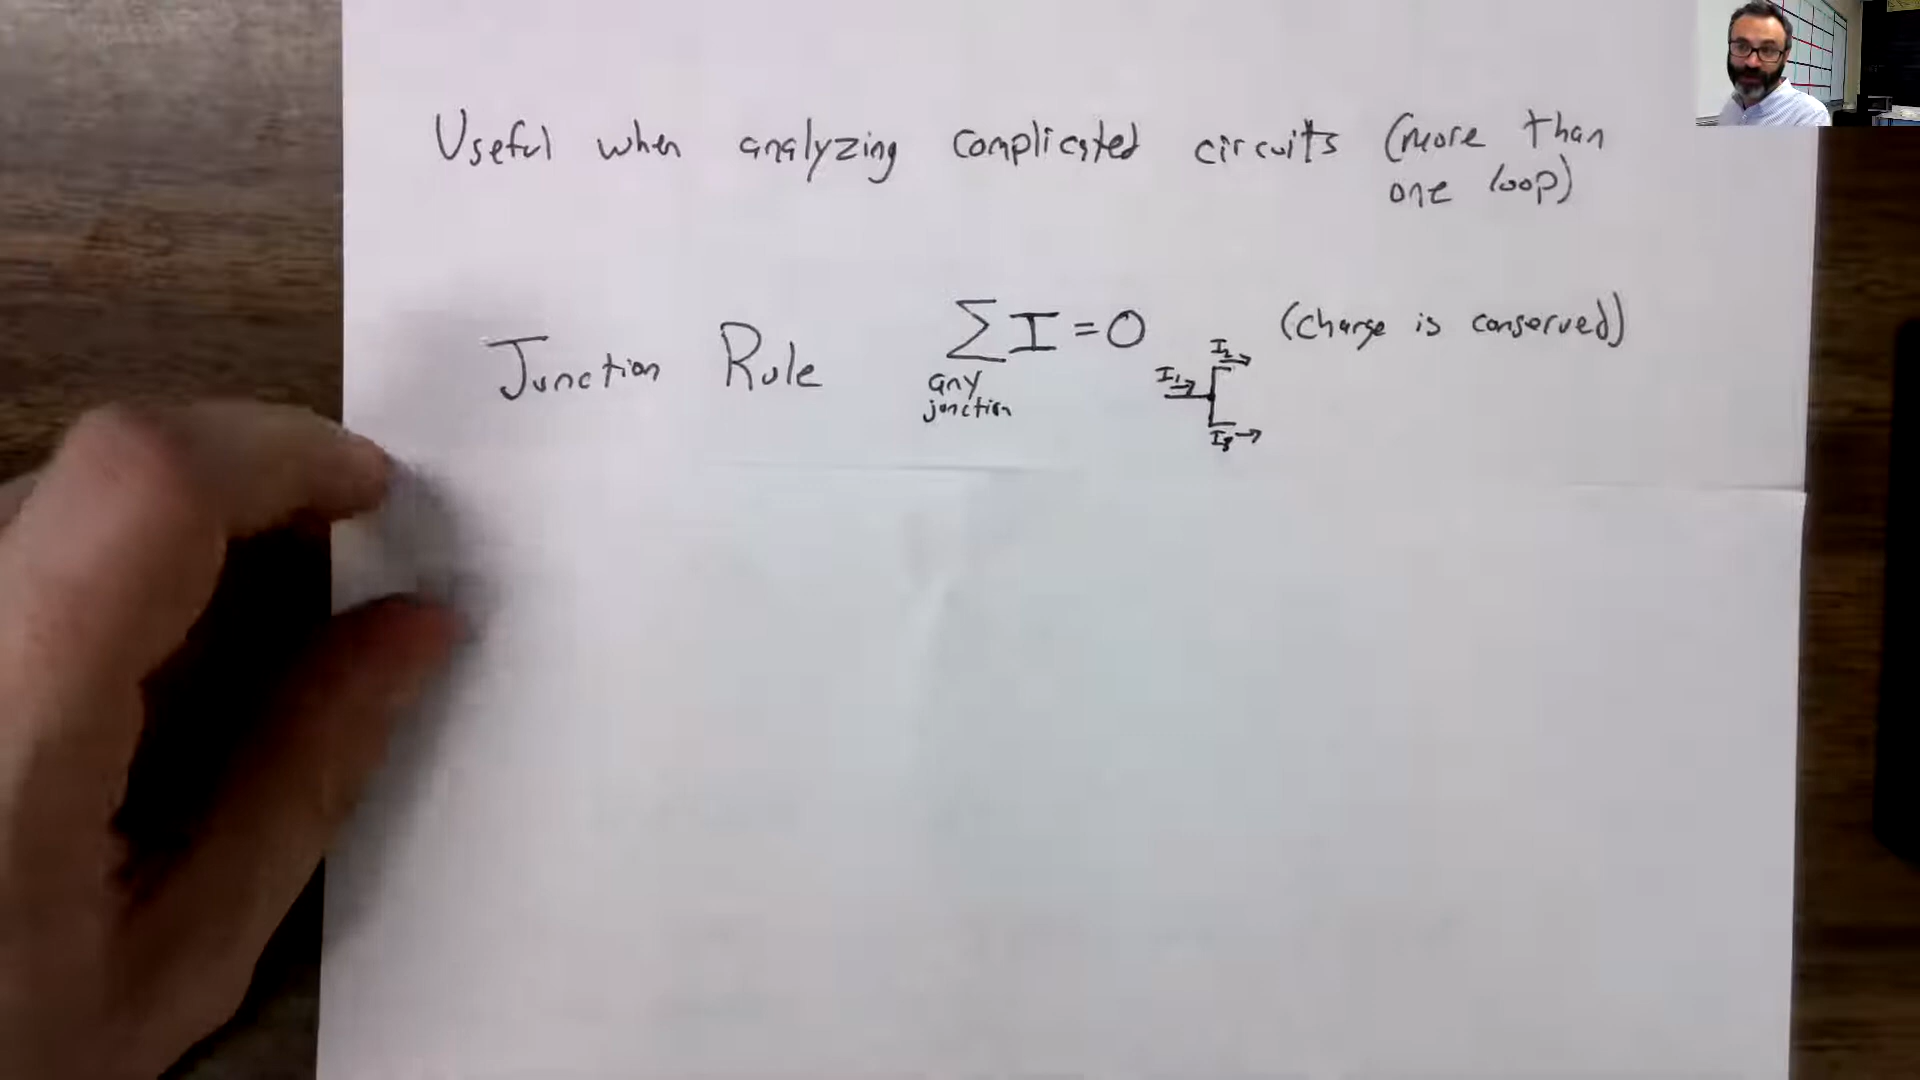 Useful when analyzing complicated circuits (more than
one loop)
Junction Rule
∑I = 0
any
junction
(charge is conserved)
I₂
I₁
I₃